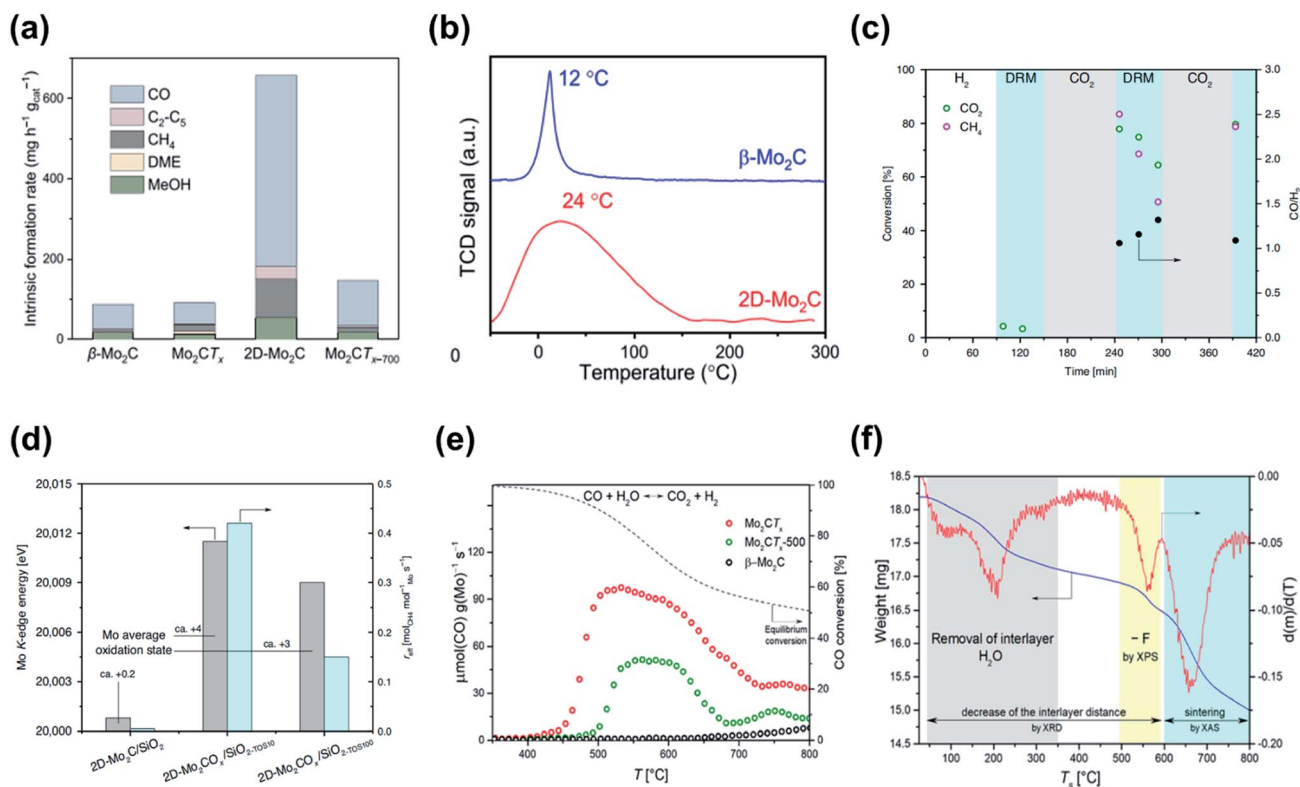 (a)
Intrinsic formation rate (mg h⁻¹ gcat⁻¹)
600
400
200
0
CO
C₂-C₅
CH₄
DME
MeOH
β-Mo₂C
Mo₂CTₓ
2D-Mo₂C
Mo₂CTₓ₋₇₀₀
(b)
TCD signal (a.u.)
12 °C
β-Mo₂C
24 °C
2D-Mo₂C
0
0
100
200
300
Temperature (°C)
(c)
H₂
DRM
CO₂
DRM
CO₂
CO₂
CH₄
Conversion [%]
100
80
60
40
20
0
0
60
120
180
240
300
360
420
Time [min]
3.0
2.5
2.0
1.5
1.0
0.5
0.0
CO/H₂
(d)
Mo K-edge energy [eV]
20,015
20,012
20,009
20,006
20,003
20,000
Mo average
oxidation state
ca. +0.2
ca. +4
ca. +3
0.5
0.4
0.3
0.2
0.1
0.0
2D-Mo₂C/SiO₂
2D-Mo₂COₓ/SiO₂-TOS10
2D-Mo₂COₓ/SiO₂-TOS100
(e)
μmol(CO) g(Mo)⁻¹ s⁻¹
150
120
90
60
30
0
CO + H₂O ↔ CO₂ + H₂
Mo₂CTₓ
Mo₂CTₓ-500
β–Mo₂C
Equilibrium
conversion
400
500
600
700
800
T [°C]
100
80
60
40
20
0
CO conversion [%]
(f)
Weight [mg]
18.5
18.0
17.5
17.0
16.5
16.0
15.5
15.0
14.5
Removal of interlayer
H₂O
– F
by XPS
decrease of the interlayer distance
by XRD
sintering
by XAS
100
200
300
400
500
600
700
800
Tₛ [°C]
0.00
-0.05
-0.10
-0.15
-0.20
d(m)/d(T)